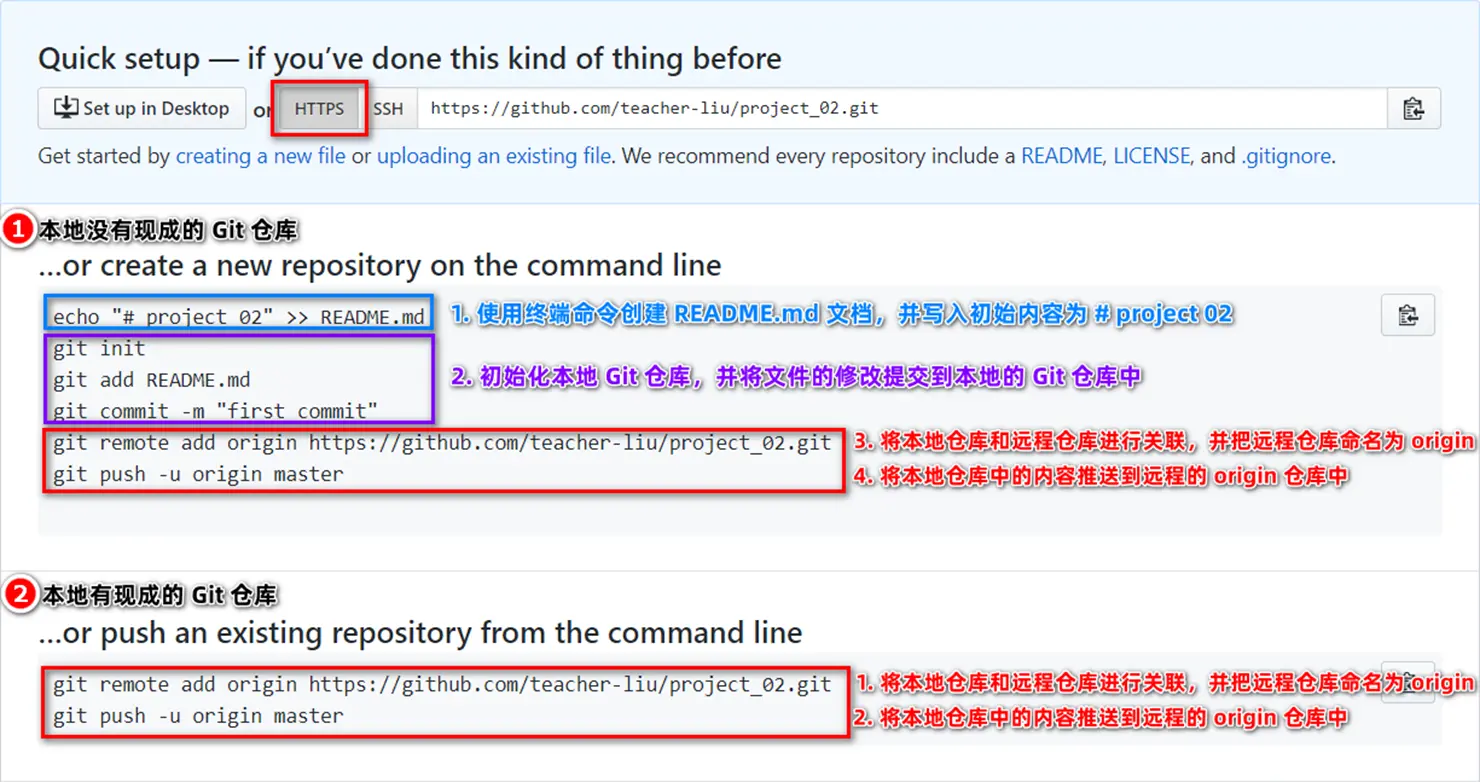 Quick setup — if you’ve done this kind of thing before
Set up in Desktop or HTTPS SSH https://github.com/teacher-liu/project_02.git
Get started by creating a new file or uploading an existing file. We recommend every repository include a README, LICENSE, and .gitignore.
1 本地没有现成的 Git 仓库
...or create a new repository on the command line
echo "# project_02" >> README.md 1. 使用终端命令创建 README.md 文档，并写入初始内容为 # project 02
git init
git add README.md 2. 初始化本地 Git 仓库，并将文件的修改提交到本地的 Git 仓库中
git commit -m "first commit"
git remote add origin https://github.com/teacher-liu/project_02.git 3. 将本地仓库和远程仓库进行关联，并把远程仓库命名为 origin
git push -u origin master 4. 将本地仓库中的内容推送到远程的 origin 仓库中
2 本地有现成的 Git 仓库
...or push an existing repository from the command line
git remote add origin https://github.com/teacher-liu/project_02.git 1. 将本地仓库和远程仓库进行关联，并把远程仓库命名为 origin
git push -u origin master 2. 将本地仓库中的内容推送到远程的 origin 仓库中